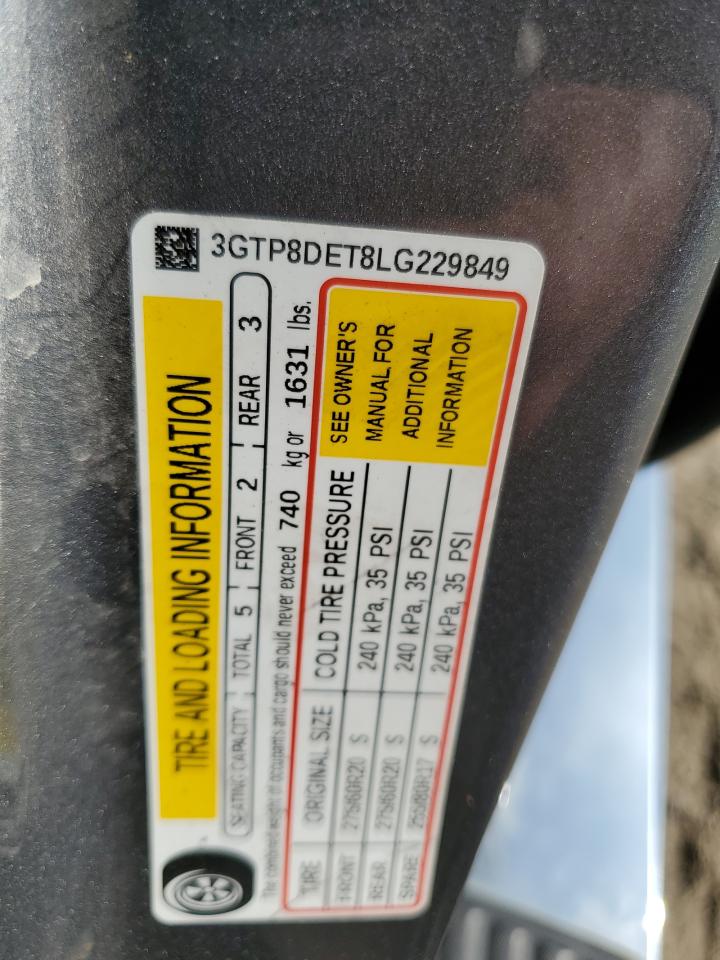 3GTP8DET8LG229849
TIRE AND LOADING INFORMATION
SEATING CAPACITY TOTAL 5 FRONT 2 REAR 3
The combined weight of occupants and cargo should never exceed 740 kg or 1631 lbs.
TIRE ORIGINAL SIZE COLD TIRE PRESSURE
FRONT 275/60R20 S 240 kPa, 35 PSI
REAR 275/60R20 S 240 kPa, 35 PSI
SPARE 255/80R17 S 240 kPa, 35 PSI
SEE OWNER'S
MANUAL FOR
ADDITIONAL
INFORMATION